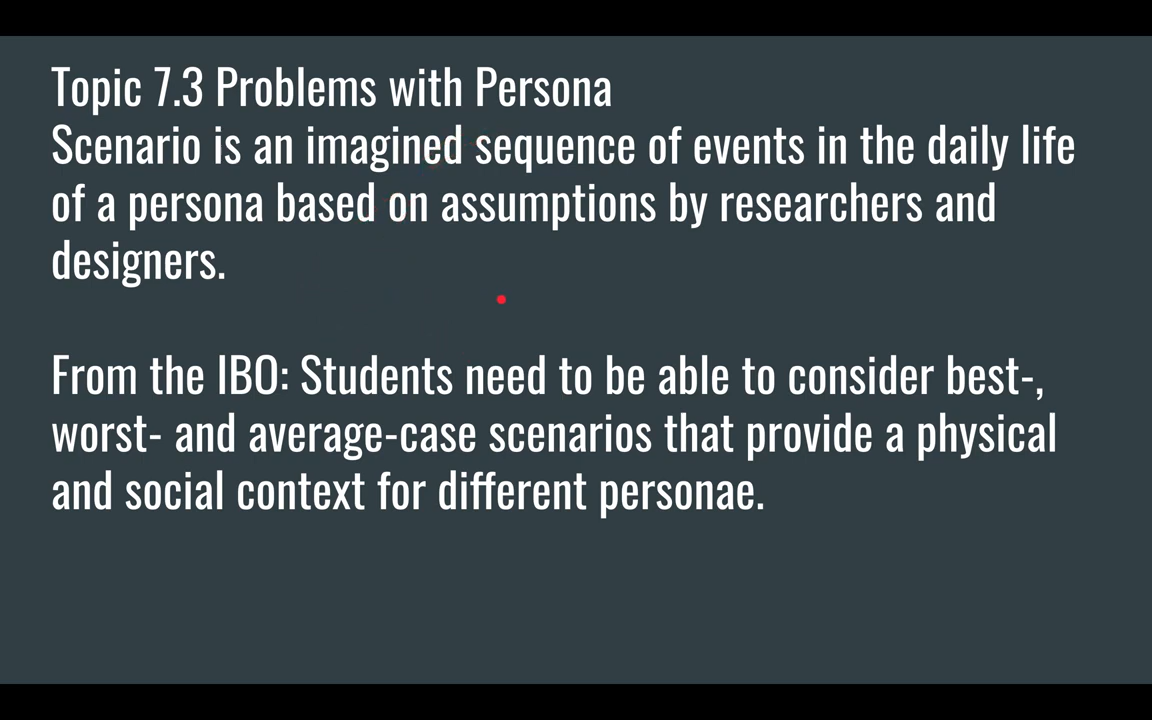 Topic 7.3 Problems with Persona
Scenario is an imagined sequence of events in the daily life
of a persona based on assumptions by researchers and
designers.
From the IBO: Students need to be able to consider best-,
worst- and average-case scenarios that provide a physical
and social context for different personae.